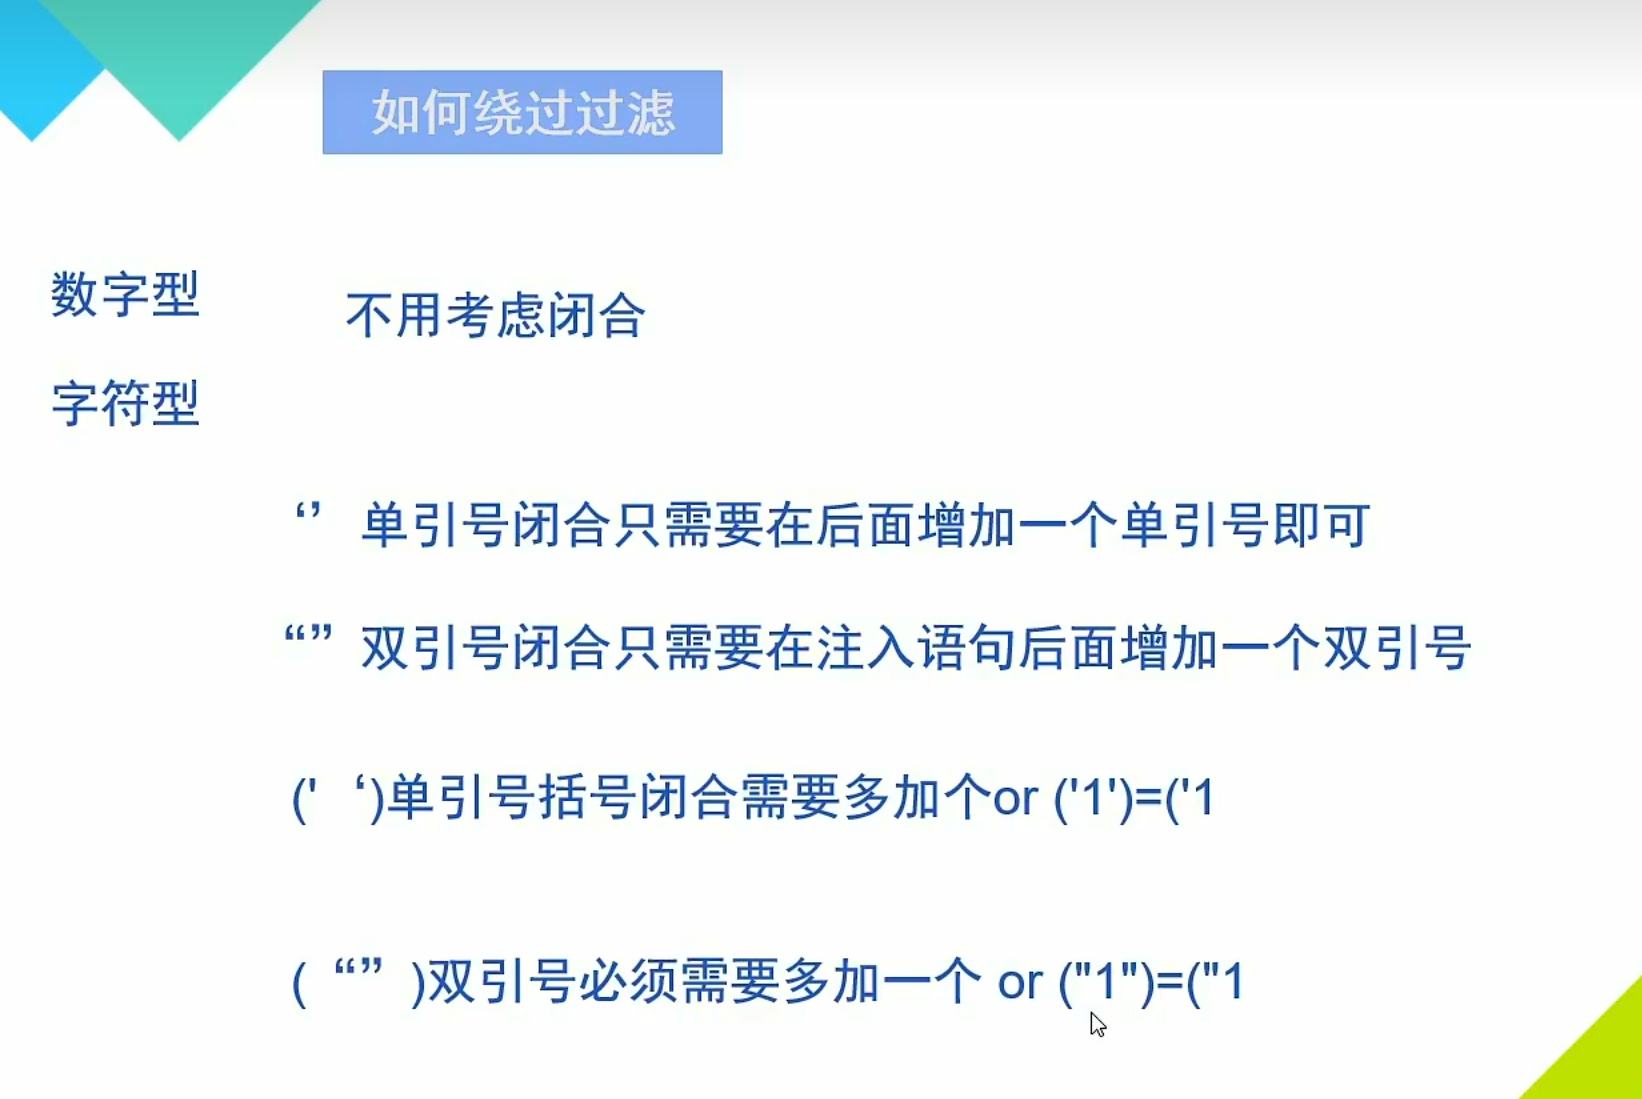 如何绕过过滤
数字型
不用考虑闭合
字符型
‘’ 单引号闭合只需要在后面增加一个单引号即可
“”双引号闭合只需要在注入语句后面增加一个双引号
('  ‘)单引号括号闭合需要多加个or ('1')=('1
(“”)双引号必须需要多加一个 or ("1")=("1